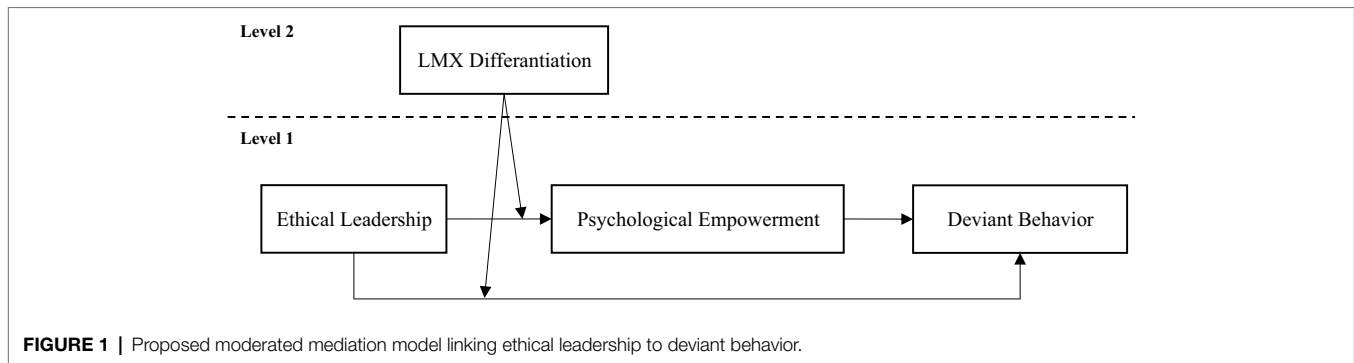 Level 2
LMX Differantiation
Level 1
Ethical Leadership
Psychological Empowerment
Deviant Behavior
FIGURE 1 | Proposed moderated mediation model linking ethical leadership to deviant behavior.